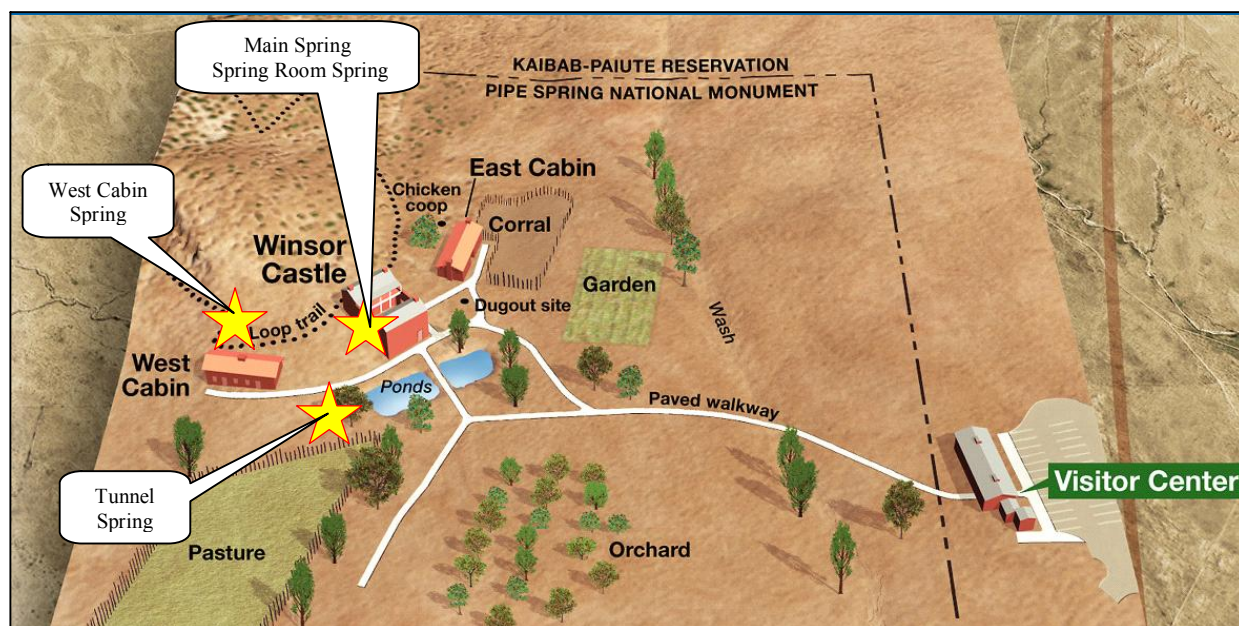 Main Spring
Spring Room Spring
KAIBAB-PAIUTE RESERVATION
PIPE SPRING NATIONAL MONUMENT
West Cabin
Spring
East Cabin
Chicken
coop
Corral
Winsor
Castle
Garden
Dugout site
Loop trail
Wash
West
Cabin
Ponds
Paved walkway
Visitor Center
Tunnel
Spring
Pasture
Orchard